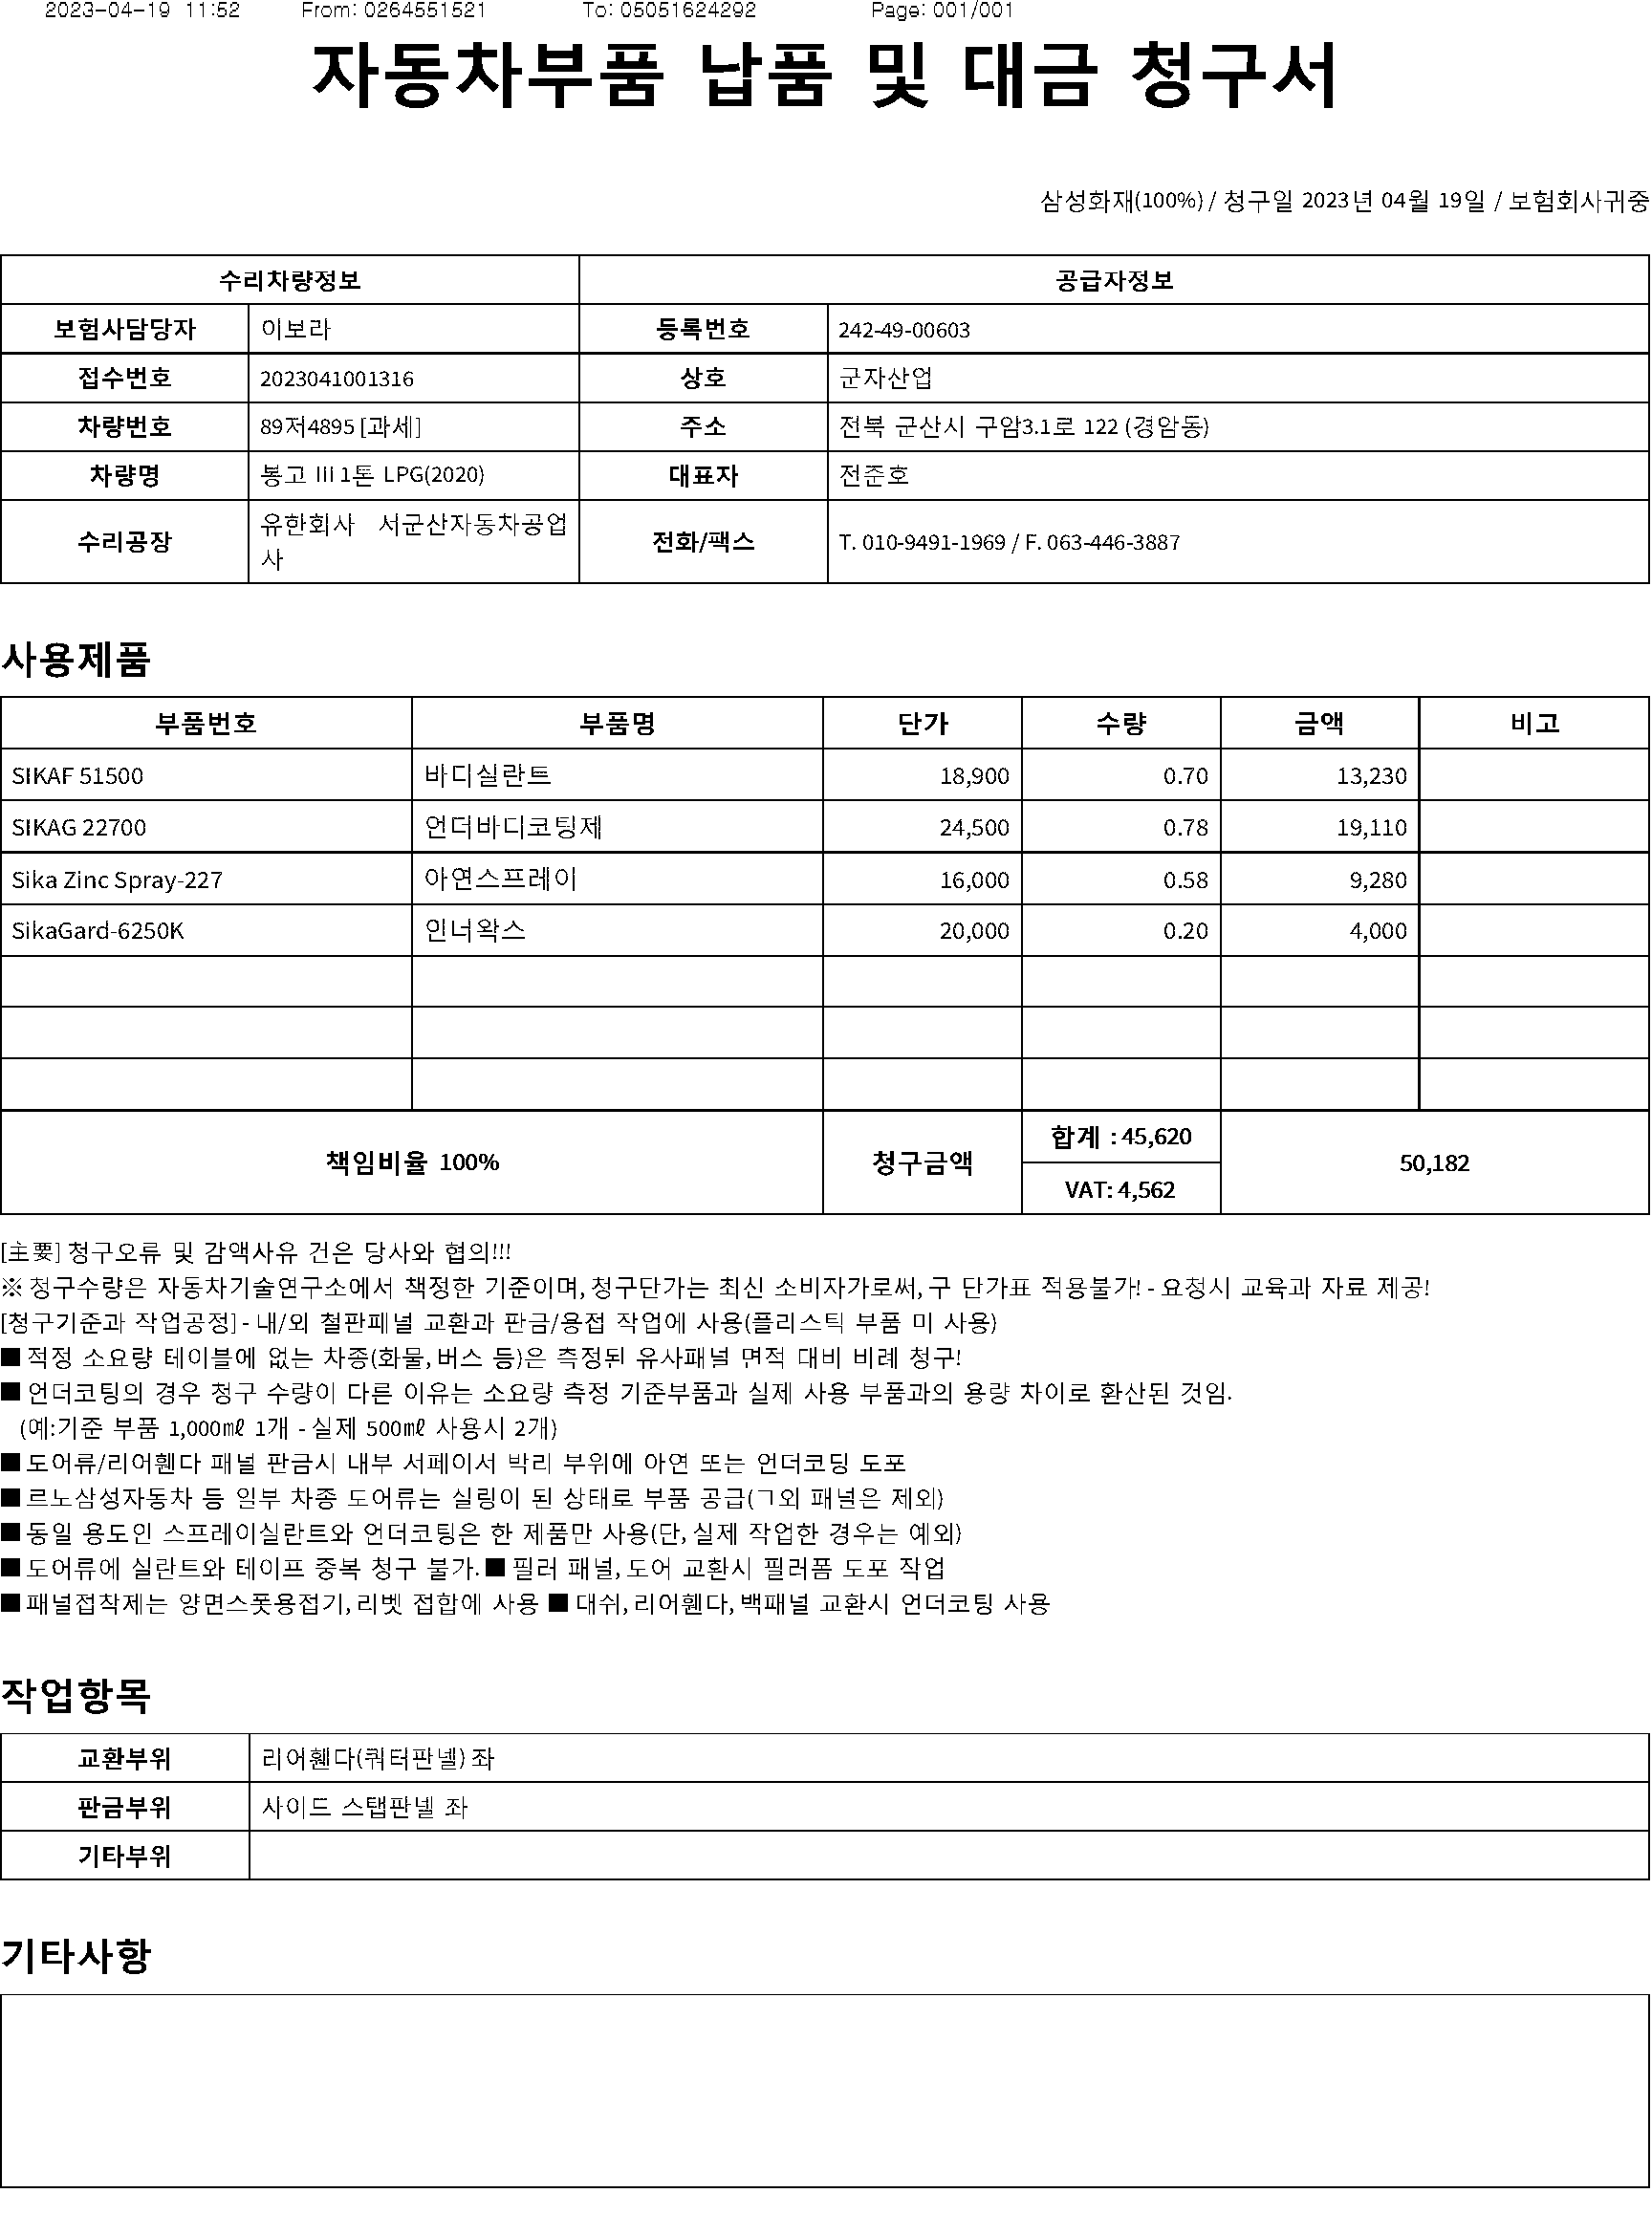 2023-04-19 11:52 From: 0264551521 To: 05051624292 Page: 001/001
자동차부품 납품 및 대금 청구서
삼성화재(100%) / 청구일 2023년 04월 19일 / 보험회사귀중
수리차량정보 공급자정보
보험사담당자 이보라 등록번호 242-49-00603
접수번호 2023041001316 상호 군자산업
차량번호 89저4895 [과세] 주소 전북 군산시 구암3.1로 122 (경암동)
차량명 봉고 III 1톤 LPG(2020) 대표자 전준호
수리공장 유한회사 서군산자동차공업
사 전화/팩스 T. 010-9491-1969 / F. 063-446-3887
사용제품
부품번호 부품명 단가 수량 금액 비고
SIKAF 51500 바디실란트 18,900 0.70 13,230
SIKAG 22700 언더바디코팅제 24,500 0.78 19,110
Sika Zinc Spray-227 아연스프레이 16,000 0.58 9,280
SikaGard-6250K 인너왁스 20,000 0.20 4,000
책임비율 100% 청구금액 합계 : 45,620 50,182
VAT: 4,562
[主要] 청구오류 및 감액사유 건은 당사와 협의!!!
※ 청구수량은 자동차기술연구소에서 책정한 기준이며, 청구단가는 최신 소비자가로써, 구 단가표 적용불가! - 요청시 교육과 자료 제공!
[청구기준과 작업공정] - 내/외 철판패널 교환과 판금/용접 작업에 사용(플리스틱 부품 미 사용)
■ 적정 소요량 테이블에 없는 차종(화물, 버스 등)은 측정된 유사패널 면적 대비 비례 청구!
■ 언더코팅의 경우 청구 수량이 다른 이유는 소요량 측정 기준부품과 실제 사용 부품과의 용량 차이로 환산된 것임.
(예:기준 부품 1,000㎖ 1개 - 실제 500㎖ 사용시 2개)
■ 도어류/리어휀다 패널 판금시 내부 서페이서 박리 부위에 아연 또는 언더코딩 도포
■ 르노삼성자동차 등 일부 차종 도어류는 실링이 된 상태로 부품 공급(ㄱ외 패널은 제외)
■ 동일 용도인 스프레이실란트와 언더코팅은 한 제품만 사용(단, 실제 작업한 경우는 예외)
■ 도어류에 실란트와 테이프 중복 청구 불가. ■ 필러 패널, 도어 교환시 필러폼 도포 작업
■ 패널접착제는 양면스폿용접기, 리벳 접합에 사용 ■ 대쉬, 리어휀다, 백패널 교환시 언더코팅 사용
작업항목
교환부위 리어휀다(쿼터판넬) 좌
판금부위 사이드 스탭판넬 좌
기타부위
기타사항